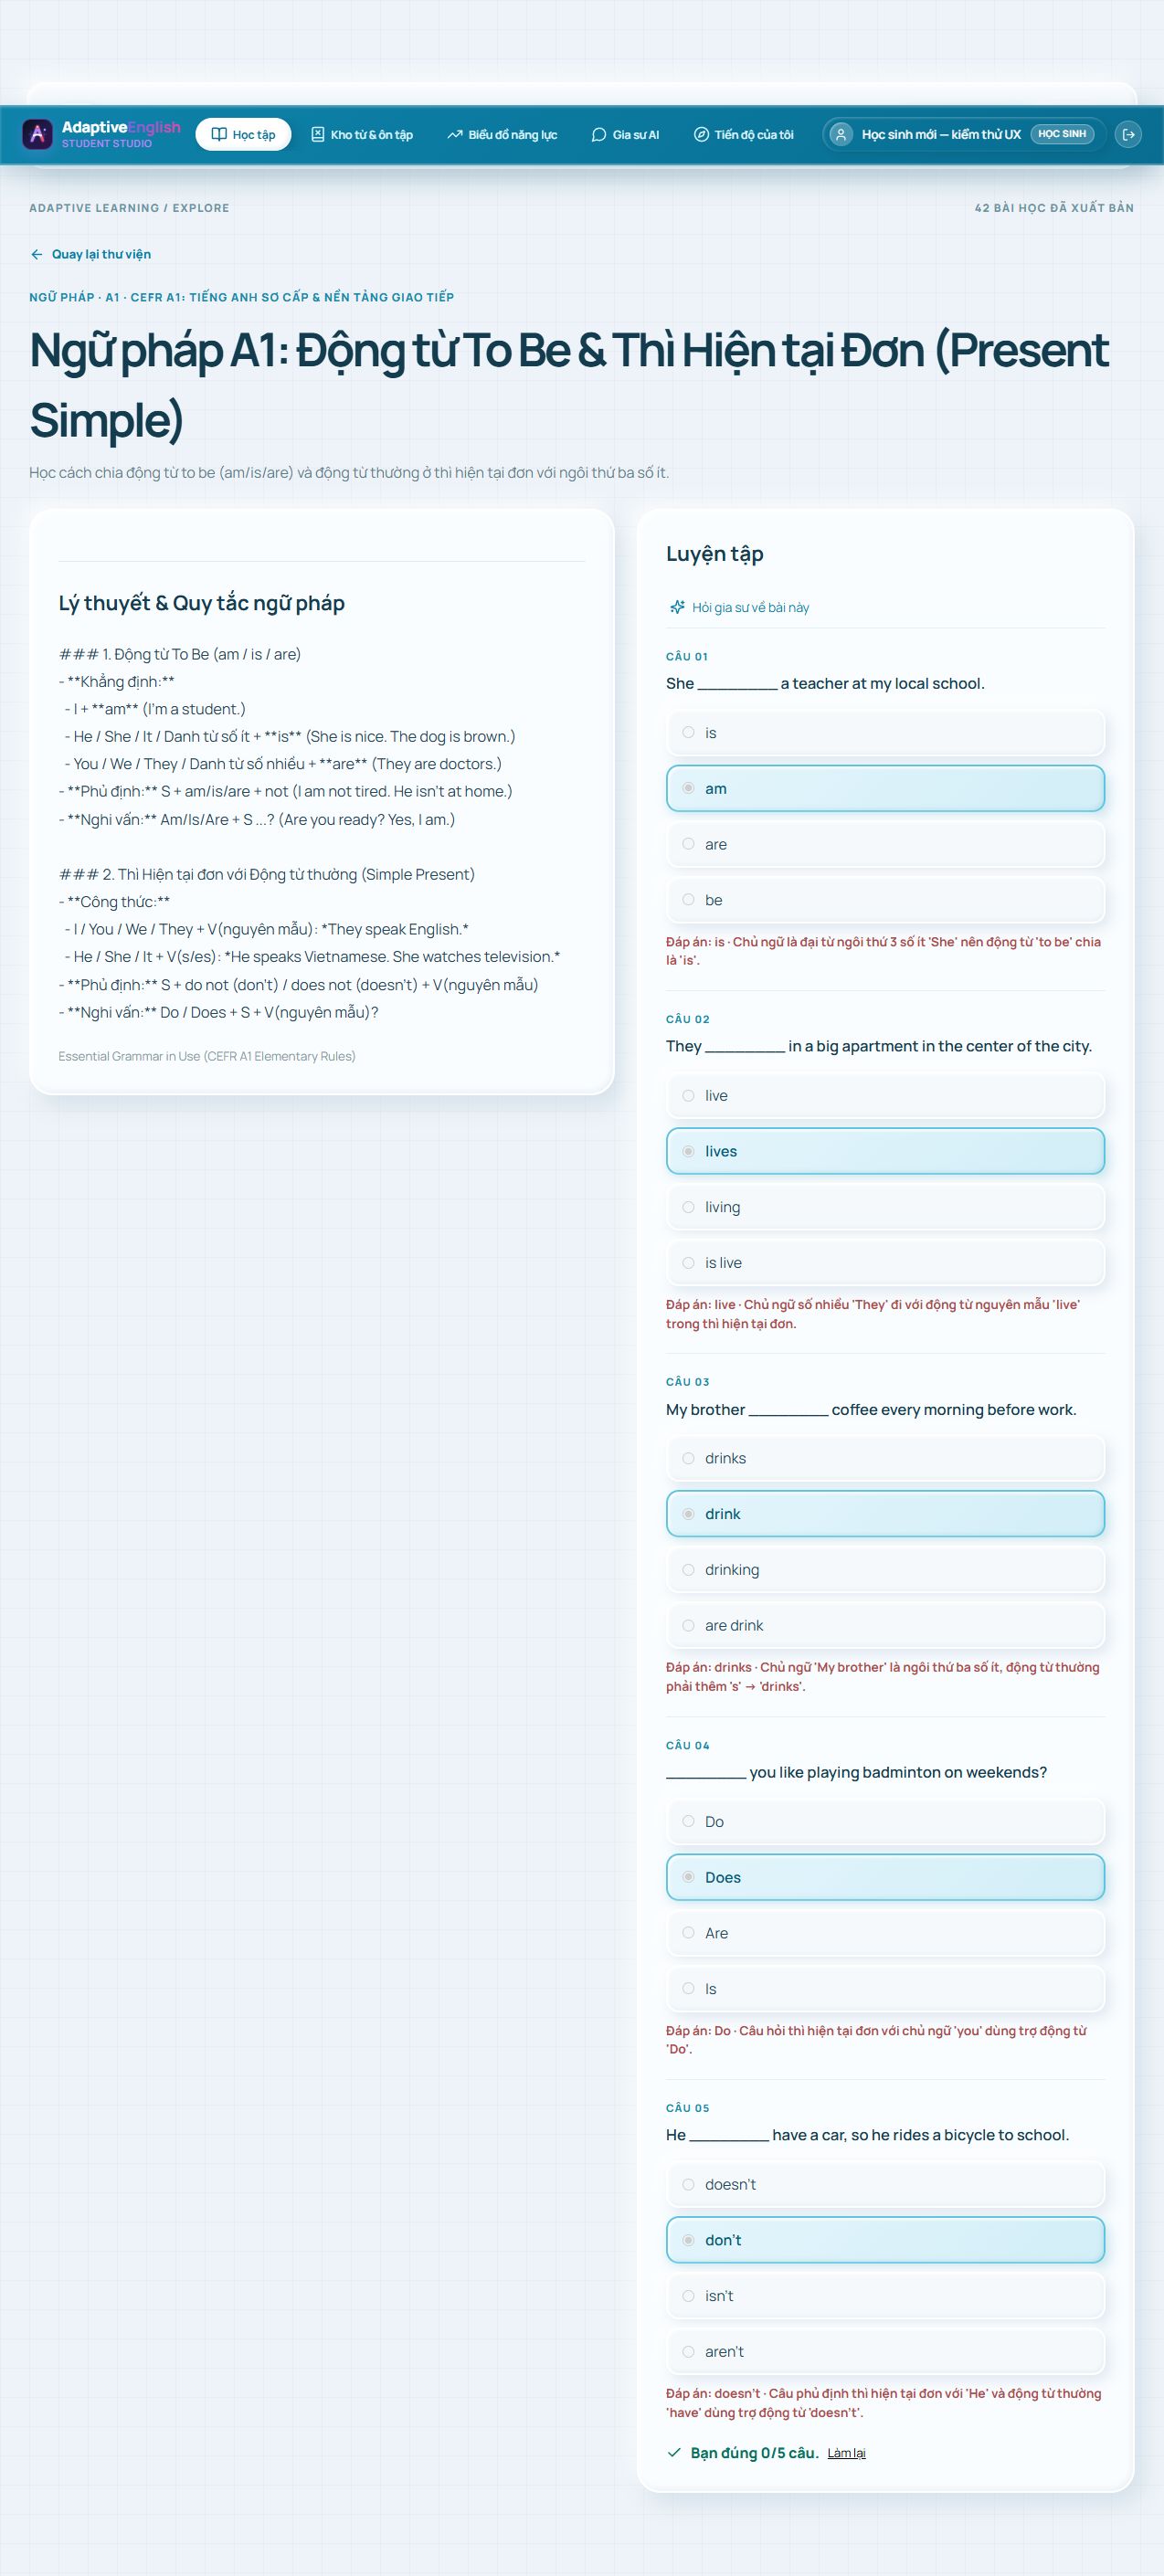 AdaptiveEnglish
STUDENT STUDIO
Học tập
Kho từ & ôn tập
Biểu đồ năng lực
Gia sư AI
Tiến độ của tôi
Học sinh mới — kiểm thử UX
HỌC SINH
ADAPTIVE LEARNING / EXPLORE
42 BÀI HỌC ĐÃ XUẤT BẢN
Quay lại thư viện
NGỮ PHÁP · A1 · CEFR A1: TIẾNG ANH SƠ CẤP & NỀN TẢNG GIAO TIẾP
Ngữ pháp A1: Động từ To Be & Thì Hiện tại Đơn (Present
Simple)
Học cách chia động từ to be (am/is/are) và động từ thường ở thì hiện tại đơn với ngôi thứ ba số ít.
Lý thuyết & Quy tắc ngữ pháp
### 1. Động từ To Be (am / is / are)
- **Khẳng định:**
- I + **am** (I'm a student.)
- He / She / It / Danh từ số ít + **is** (She is nice. The dog is brown.)
- You / We / They / Danh từ số nhiều + **are** (They are doctors.)
- **Phủ định:** S + am/is/are + not (I am not tired. He isn't at home.)
- **Nghi vấn:** Am/Is/Are + S ...? (Are you ready? Yes, I am.)
### 2. Thì Hiện tại đơn với Động từ thường (Simple Present)
- **Công thức:**
- I / You / We / They + V(nguyên mẫu): *They speak English.*
- He / She / It + V(s/es): *He speaks Vietnamese. She watches television.*
- **Phủ định:** S + do not (don't) / does not (doesn't) + V(nguyên mẫu)
- **Nghi vấn:** Do / Does + S + V(nguyên mẫu)?
Essential Grammar in Use (CEFR A1 Elementary Rules)
Luyện tập
Hỏi gia sư về bài này
CÂU 01
She ________ a teacher at my local school.
is
am
are
be
Đáp án: is · Chủ ngữ là đại từ ngôi thứ 3 số ít 'She' nên động từ 'to be' chia
là 'is'.
CÂU 02
They ________ in a big apartment in the center of the city.
live
lives
living
is live
Đáp án: live · Chủ ngữ số nhiều 'They' đi với động từ nguyên mẫu 'live'
trong thì hiện tại đơn.
CÂU 03
My brother ________ coffee every morning before work.
drinks
drink
drinking
are drink
Đáp án: drinks · Chủ ngữ 'My brother' là ngôi thứ ba số ít, động từ thường
phải thêm 's' → 'drinks'.
CÂU 04
________ you like playing badminton on weekends?
Do
Does
Are
Is
Đáp án: Do · Câu hỏi thì hiện tại đơn với chủ ngữ 'you' dùng trợ động từ
'Do'.
CÂU 05
He ________ have a car, so he rides a bicycle to school.
doesn't
don't
isn't
aren't
Đáp án: doesn't · Câu phủ định thì hiện tại đơn với 'He' và động từ thường
'have' dùng trợ động từ 'doesn't'.
Bạn đúng 0/5 câu. Làm lại